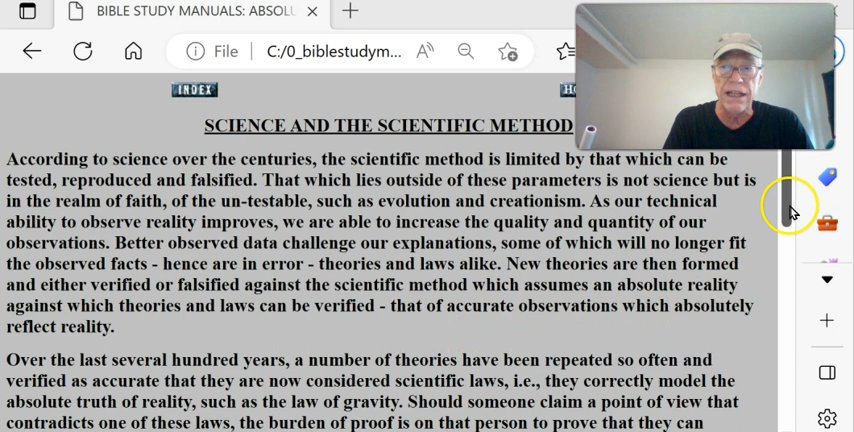 BIBLE STUDY MANUALS: ABSOLU
File C:/0_biblestudym...
INDEX
SCIENCE AND THE SCIENTIFIC METHOD
According to science over the centuries, the scientific method is limited by that which can be
tested, reproduced and falsified. That which lies outside of these parameters is not science but is
in the realm of faith, of the un-testable, such as evolution and creationism. As our technical
ability to observe reality improves, we are able to increase the quality and quantity of our
observations. Better observed data challenge our explanations, some of which will no longer fit
the observed facts - hence are in error - theories and laws alike. New theories are then formed
and either verified or falsified against the scientific method which assumes an absolute reality
against which theories and laws can be verified - that of accurate observations which absolutely
reflect reality.
Over the last several hundred years, a number of theories have been repeated so often and
verified as accurate that they are now considered scientific laws, i.e., they correctly model the
absolute truth of reality, such as the law of gravity. Should someone claim a point of view that
contradicts one of these laws, the burden of proof is on that person to prove that they can